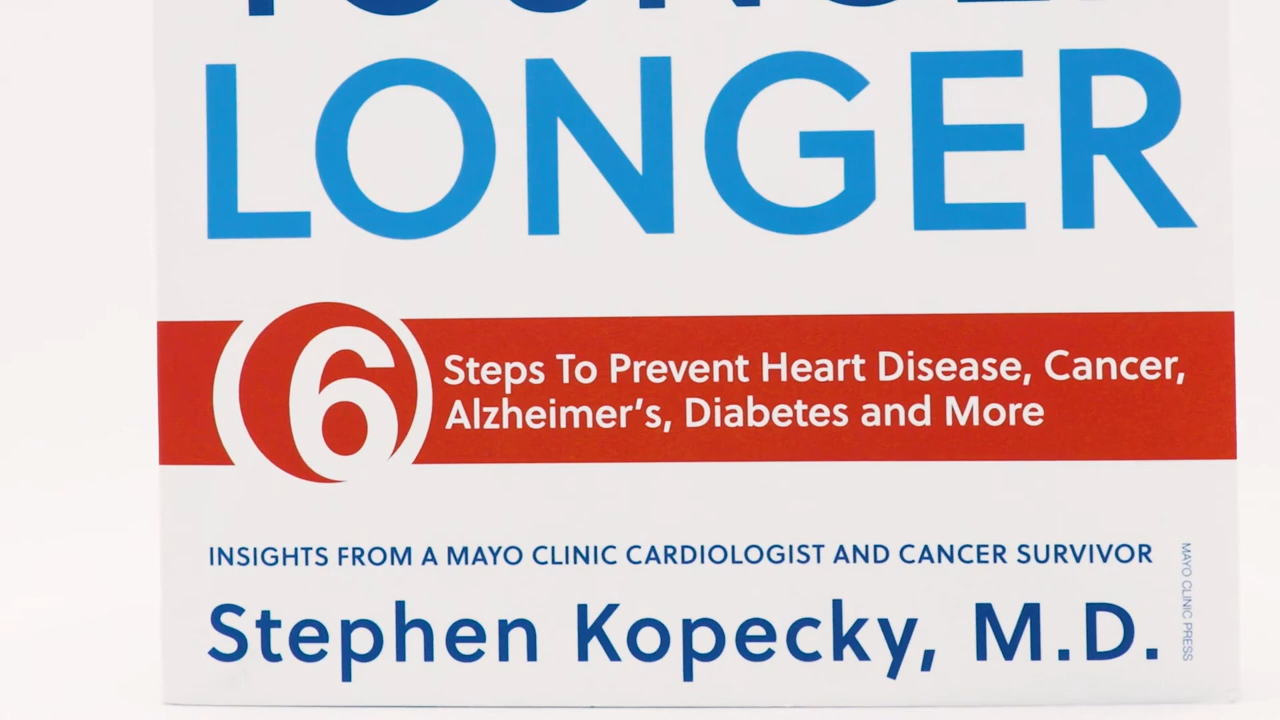 YOUNGER
LONGER
6
Steps To Prevent Heart Disease, Cancer,
Alzheimer's, Diabetes and More
INSIGHTS FROM A MAYO CLINIC CARDIOLOGIST AND CANCER SURVIVOR
Stephen Kopecky, M.D.
MAYO CLINIC PRESS